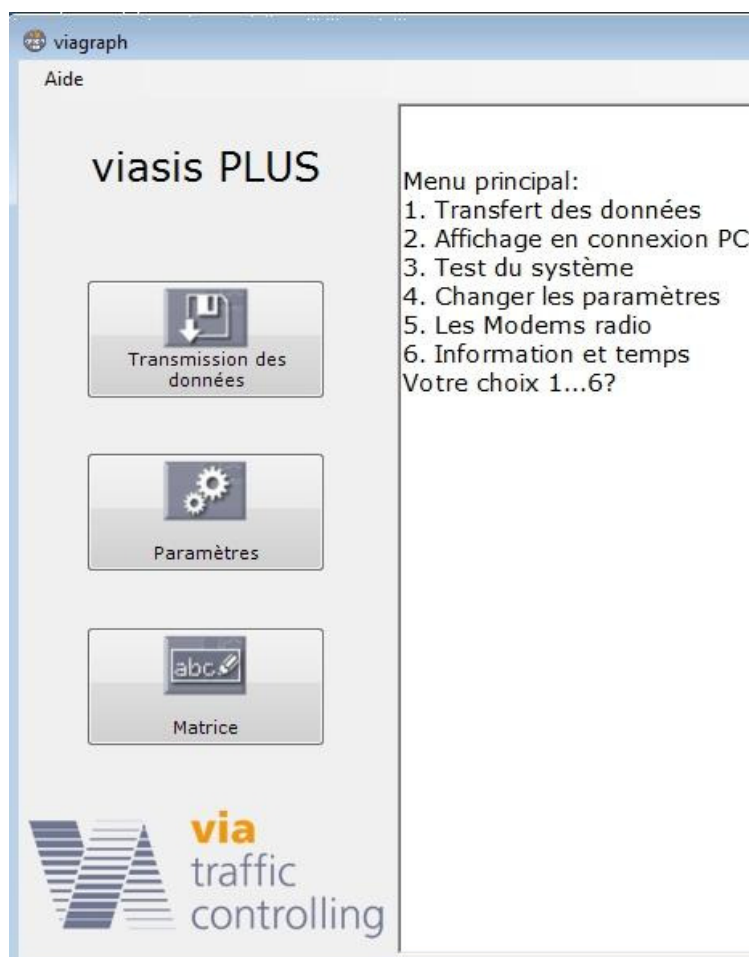 viagraph
Aide
viasis PLUS
Transmission des
données
Paramètres
abc
Matrice
via
traffic
controlling
Menu principal:
1. Transfert des données
2. Affichage en connexion PC
3. Test du système
4. Changer les paramètres
5. Les Modems radio
6. Information et temps
Votre choix 1...6?